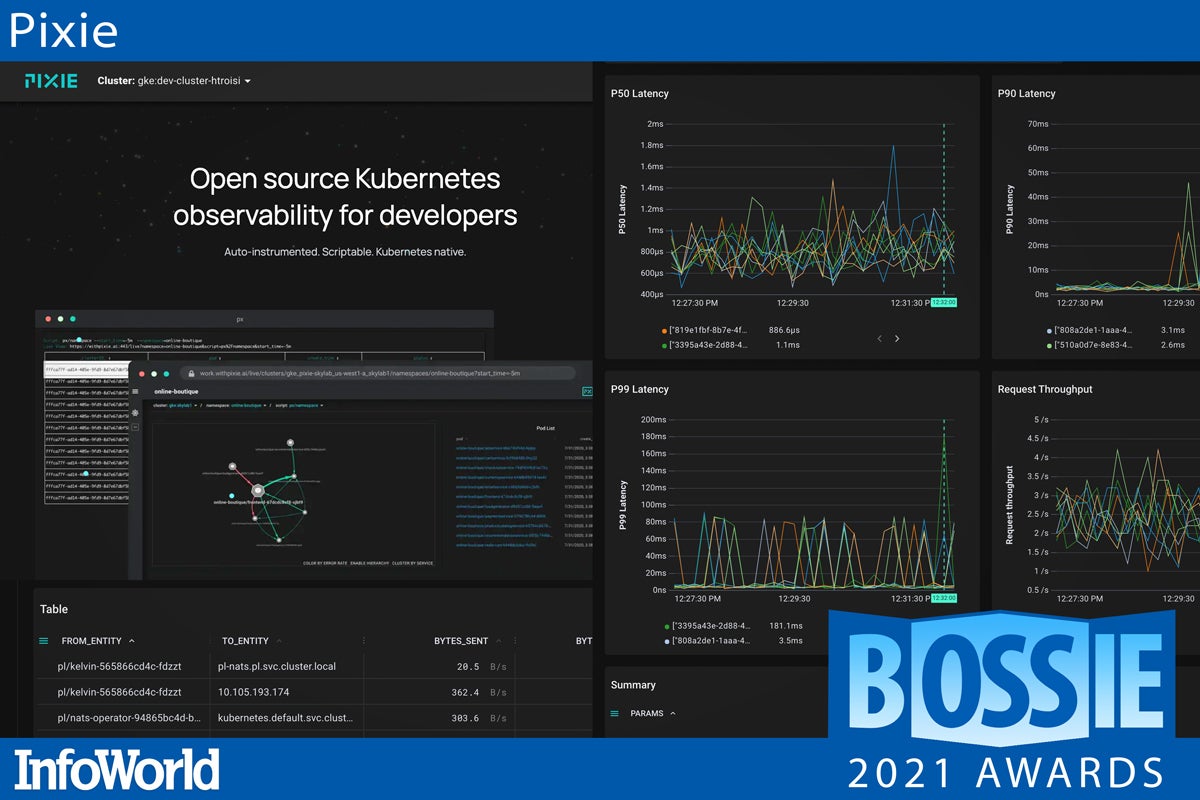 Pixie
PIXIE
Cluster: gke:dev-cluster-htroisi
Open source Kubernetes
observability for developers
Auto-instrumented. Scriptable. Kubernetes native.
px
work.withpixie.ai/live/clusters/gke_pixie-skylab_us-west1-a_skylab1/namespaces/online-boutique?start_time=-5m
online-boutique
cluster: gke:skylab1
namespace: online-boutique
script: px/namespace
Pod List
COLOR BY ERROR RATE ENABLE HIERARCHY CLUSTER BY SERVICE
Table
FROM_ENTITY TO_ENTITY BYTES_SENT BYT
pl/kelvin-565866cd4c-fdzzt pl-nats.pl.svc.cluster.local 20.5 B/s
pl/kelvin-565866cd4c-fdzzt 10.105.193.174 362.4 B/s
pl/nats-operator-94865bc4d-b... kubernetes.default.svc.clust... 303.6 B/s
P50 Latency
P50 Latency
2ms
1.8ms
1.6ms
1.4ms
1.2ms
1ms
800µs
600µs
400µs
12:27:30 PM 12:29:30 12:31:30 P 12:32:00
["819e1fbf-8b7e-4f... 886.6µs
["3395a43e-2d88-4... 1.1ms
P90 Latency
P90 Latency
70ms
60ms
50ms
40ms
30ms
20ms
10ms
0ns
12:27:30 PM 12:29:30
["808a2de1-1aaa-4... 3.1ms
["510a0d7e-8e83-4... 2.6ms
P99 Latency
P99 Latency
200ms
180ms
160ms
140ms
120ms
100ms
80ms
60ms
40ms
20ms
0ns
12:27:30 PM 12:29:30 12:31:30 P 12:32:00
["3395a43e-2d88-4... 181.1ms
["808a2de1-1aaa-4... 3.5ms
Request Throughput
Request throughput
5 /s
4.5 /s
4 /s
3.5 /s
3 /s
2.5 /s
2 /s
1.5 /s
1 /s
0.5 /s
12:27:30 PM 12:29:30
Summary
PARAMS
BOSSIE
2021 AWARDS
InfoWorld